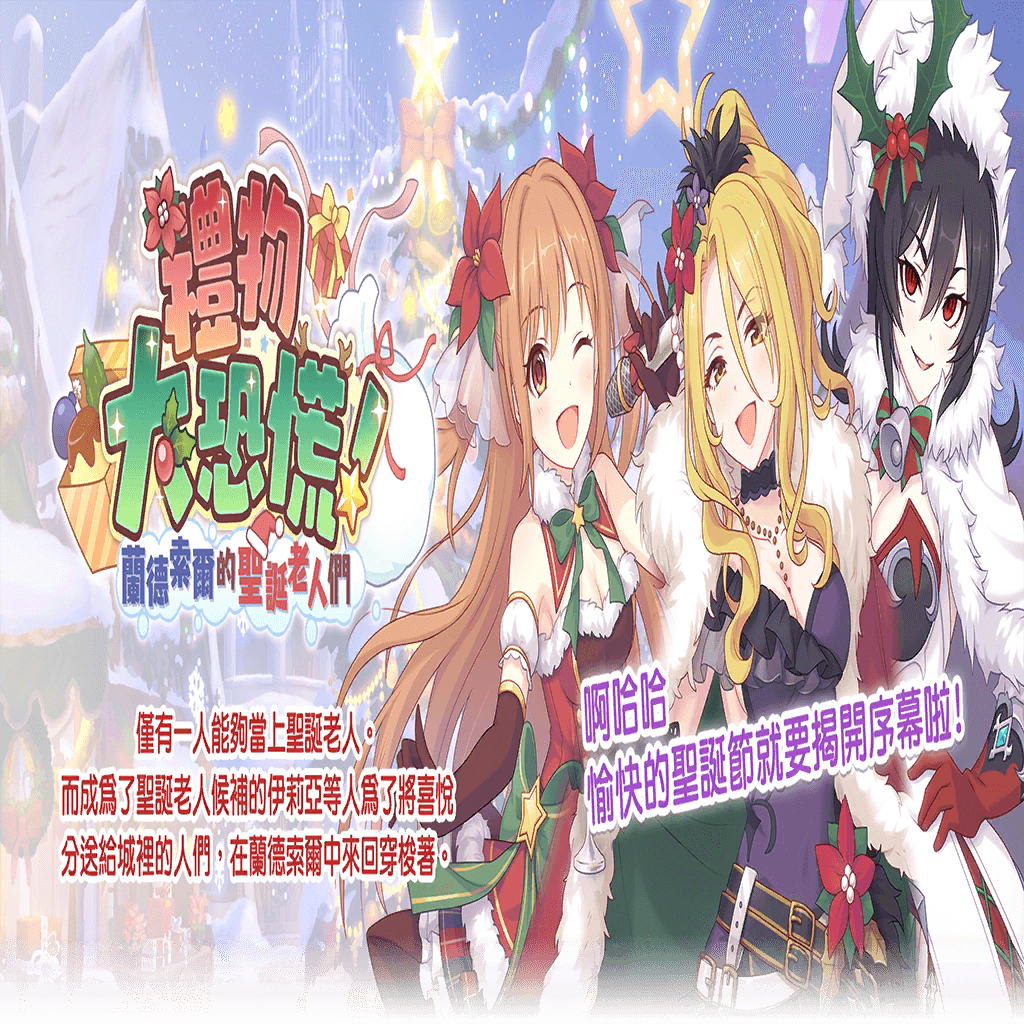 禮物
大恐慌！
蘭德索爾的聖誕老人們
僅有一人能夠當上聖誕老人。
而成為了聖誕老人候補的伊莉亞等人為了將喜悅
分送給城裡的人們，在蘭德索爾中來回穿梭著。
啊哈哈
愉快的聖誕節就要揭開序幕啦！